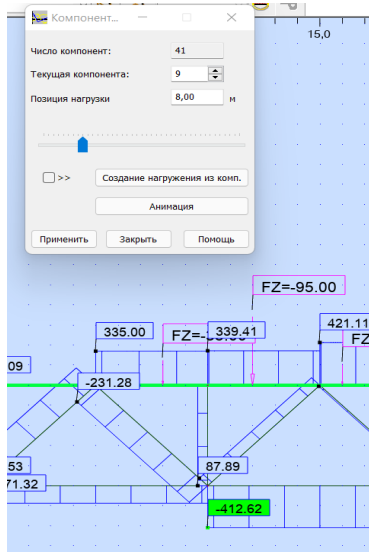 Компонент...
15,0
Число компонент: 41
Текущая компонента: 9
Позиция нагрузки 8,00 м
>> Создание нагружения из комп.
Анимация
Применить Закрыть Помощь
FZ=-95.00
335.00 FZ=- 339.41 421.11
FZ
09
-231.28
53 87.89
71.32
-412.62